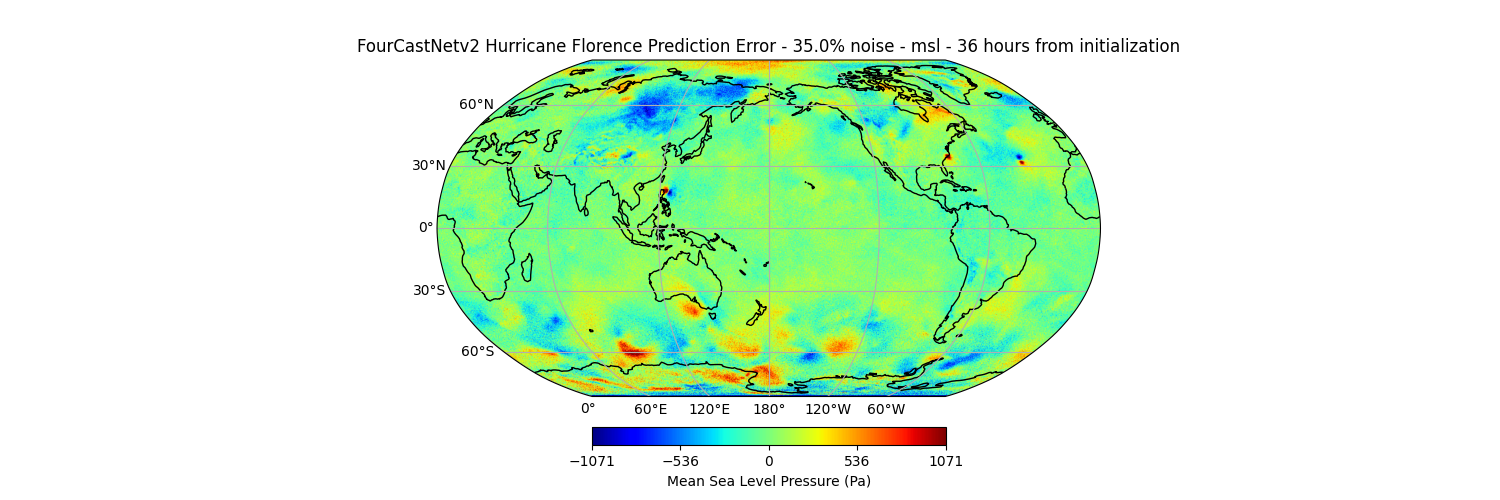 FourCastNetv2 Hurricane Florence Prediction Error - 35.0% noise - msl - 36 hours from initialization
60°N
30°N
0°
30°S
60°S
0° 60°E 120°E 180° 120°W 60°W
−1071 −536 0 536 1071
Mean Sea Level Pressure (Pa)